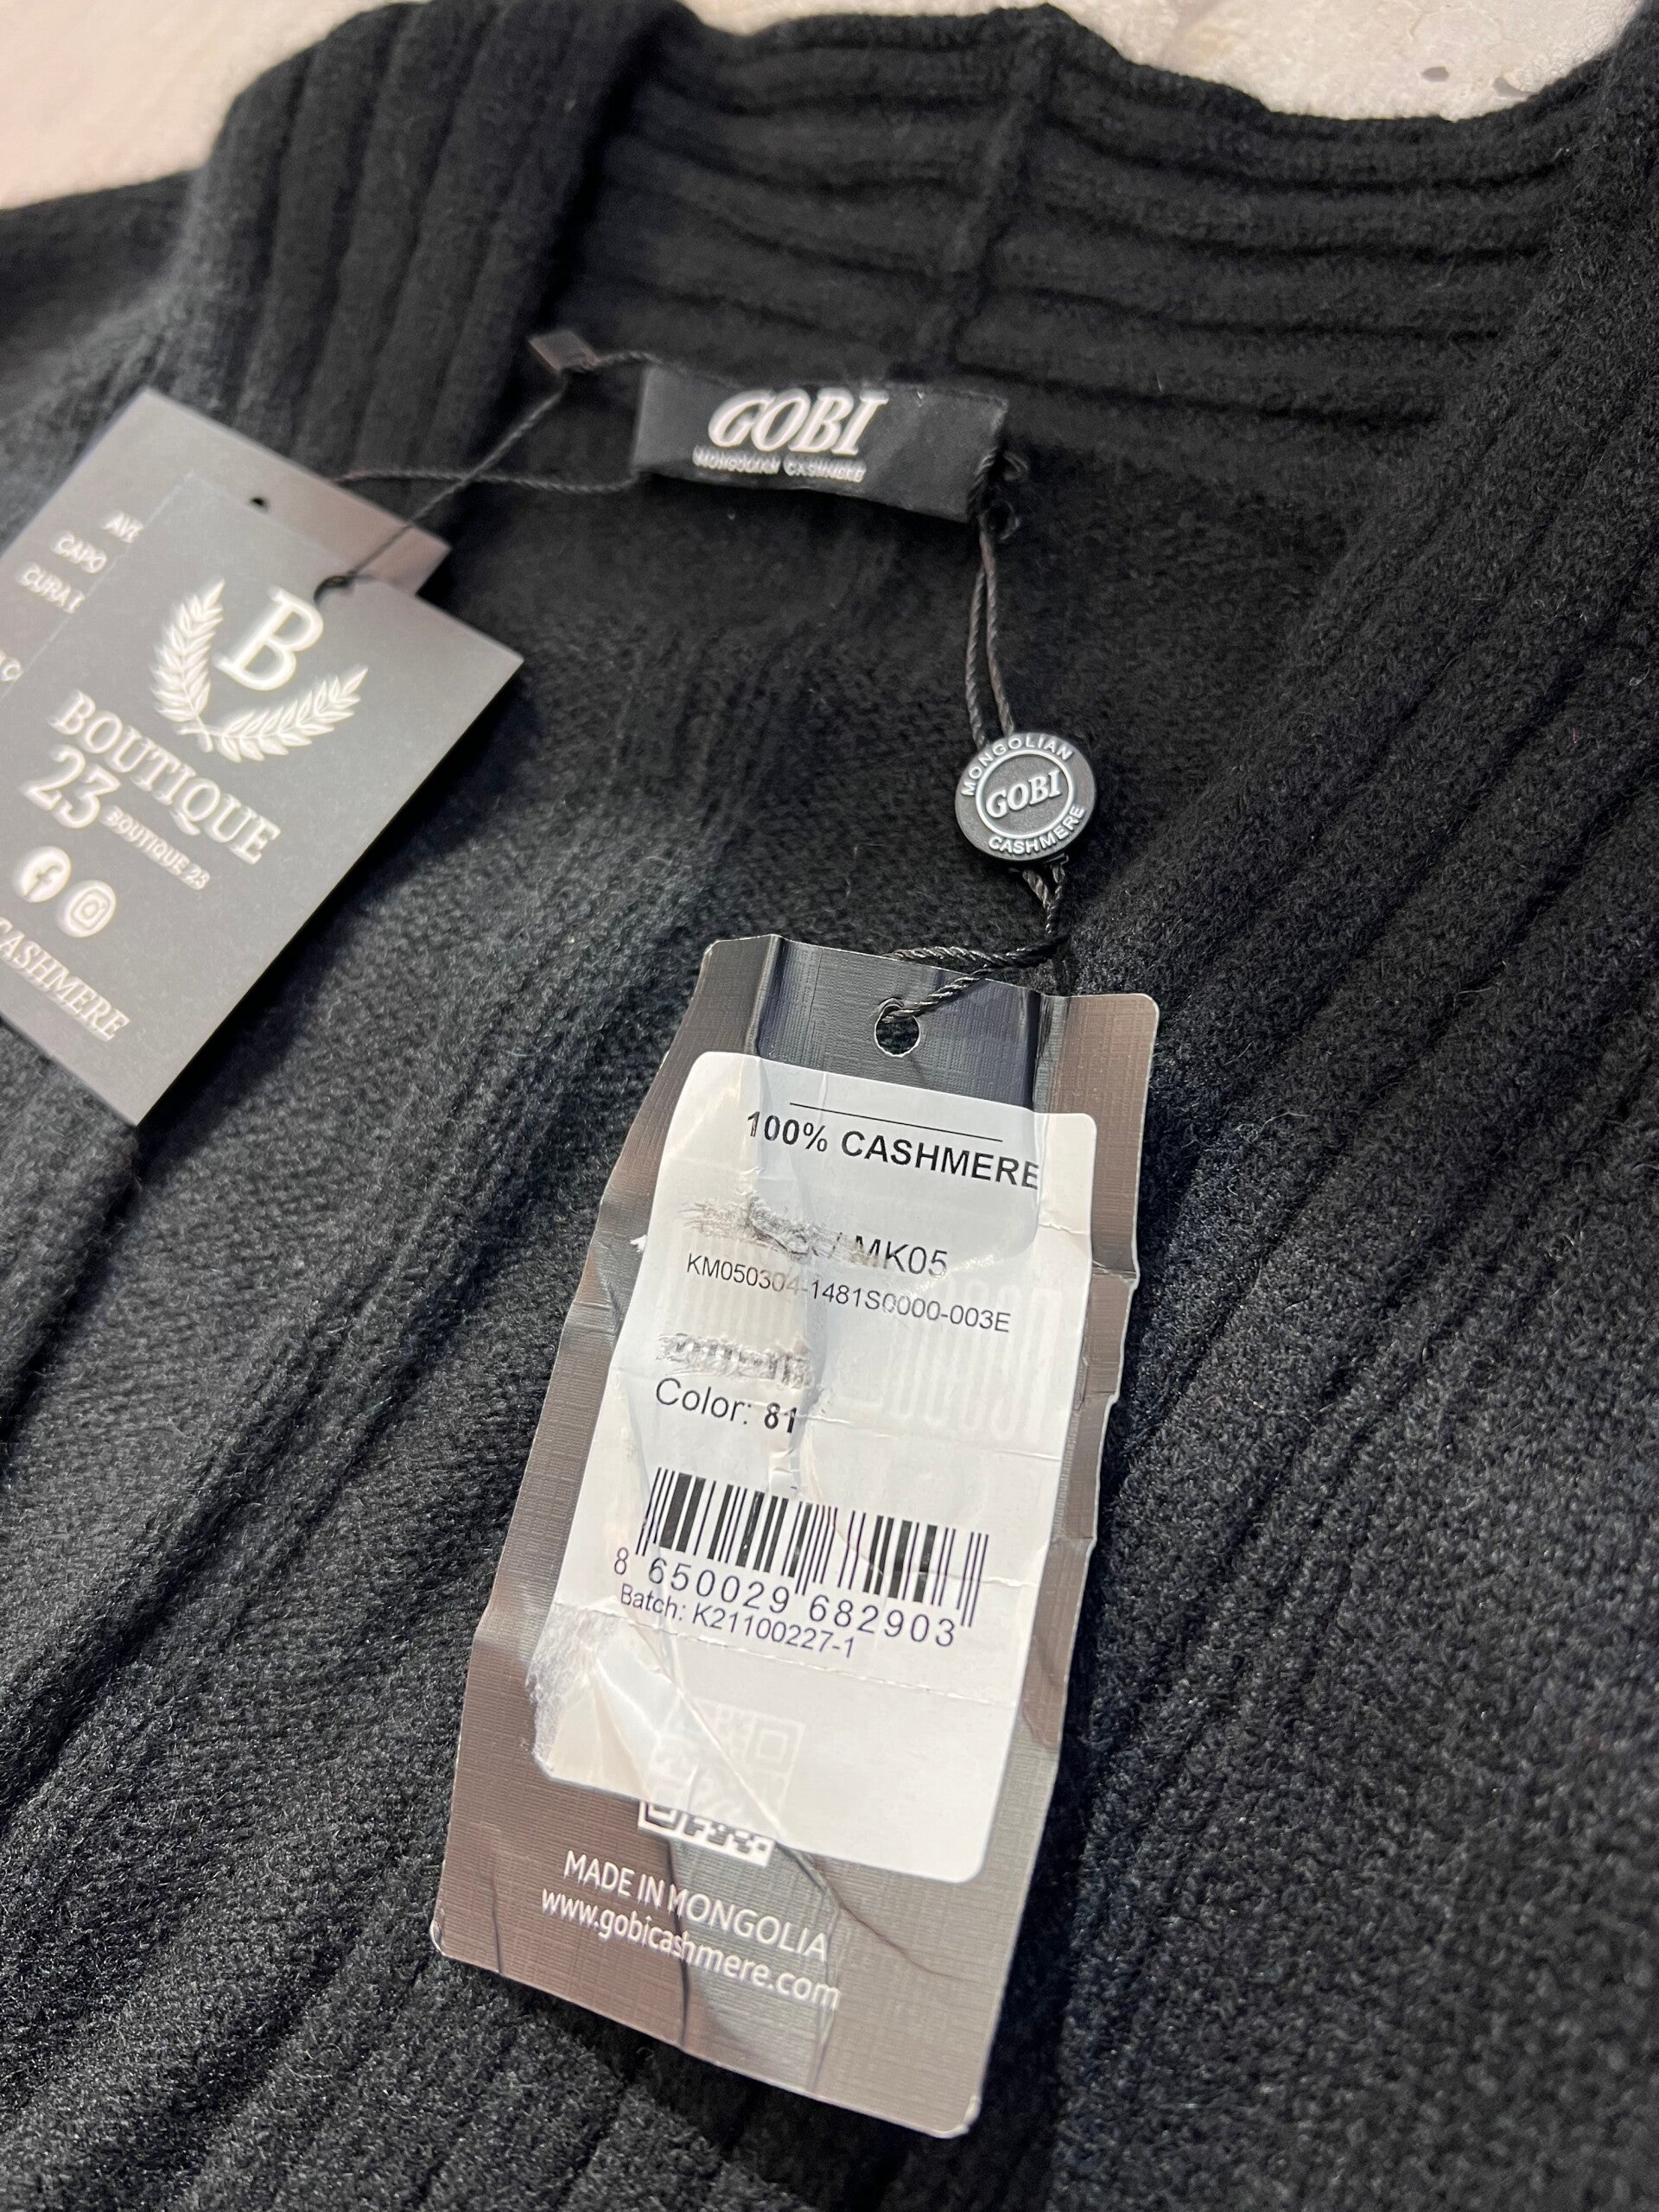 GOBI
MONGOLIAN CASHMERE
AVE
CAPO
CURA
B
BOUTIQUE
23 BOUTIQUE 23
CASHMERE
MONGOLIAN
GOBI
CASHMERE
100% CASHMERE
/ MK05
KM050304-1481S0000-003E
Color: 81
8 650029 682903
Batch: K21100227-1
MADE IN MONGOLIA
www.gobicashmere.com